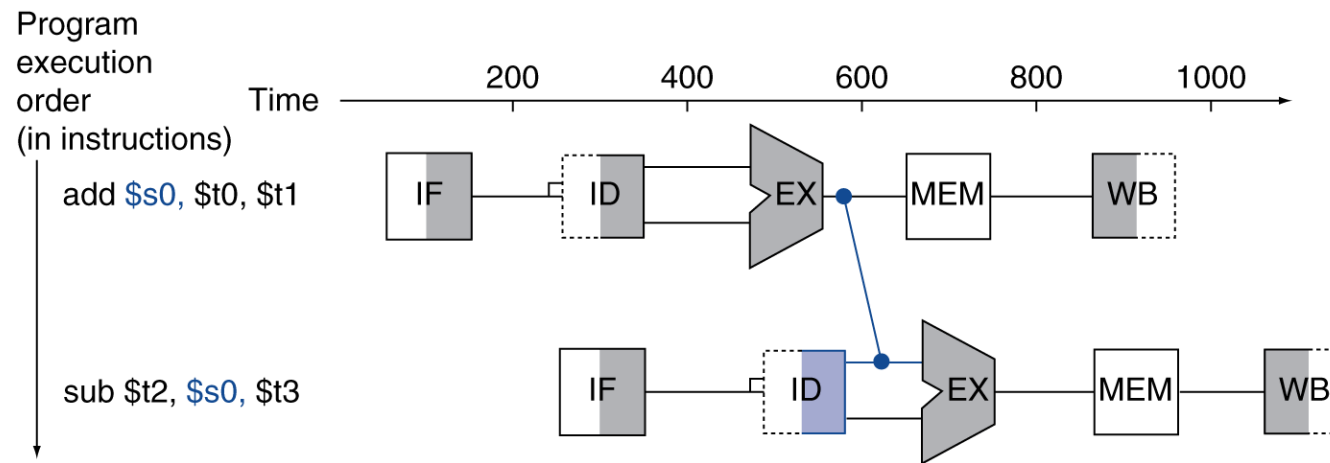 Program
execution
order
(in instructions)
Time
200 400 600 800 1000
add $s0, $t0, $t1
IF ID EX MEM WB
sub $t2, $s0, $t3
IF ID EX MEM WB